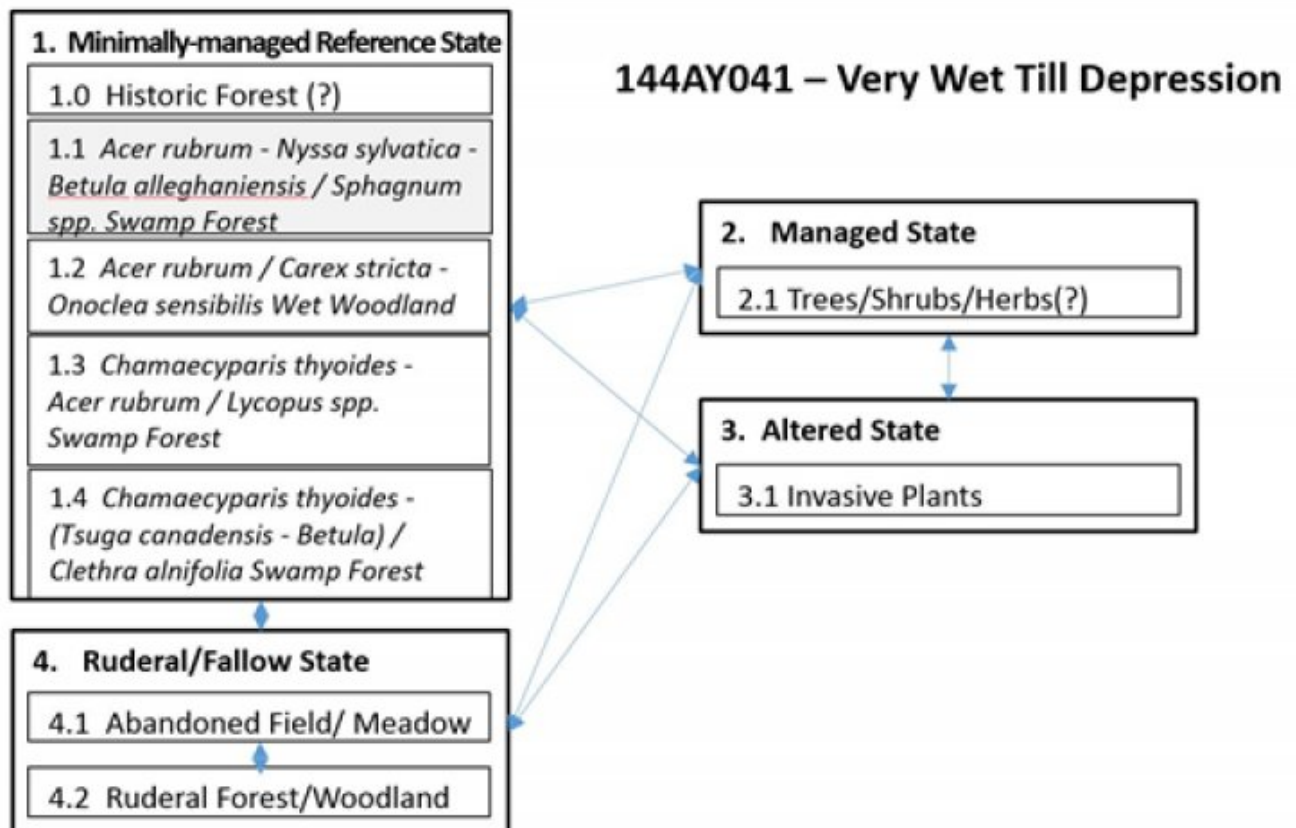 1. Minimally-managed Reference State
1.0 Historic Forest (?)
1.1 Acer rubrum - Nyssa sylvatica -
Betula alleghaniensis / Sphagnum
spp. Swamp Forest
1.2 Acer rubrum / Carex stricta -
Onoclea sensibilis Wet Woodland
1.3 Chamaecyparis thyoides -
Acer rubrum / Lycopus spp.
Swamp Forest
1.4 Chamaecyparis thyoides -
(Tsuga canadensis - Betula) /
Clethra alnifolia Swamp Forest
4. Ruderal/Fallow State
4.1 Abandoned Field/ Meadow
4.2 Ruderal Forest/Woodland
144AY041 – Very Wet Till Depression
2. Managed State
2.1 Trees/Shrubs/Herbs(?)
3. Altered State
3.1 Invasive Plants